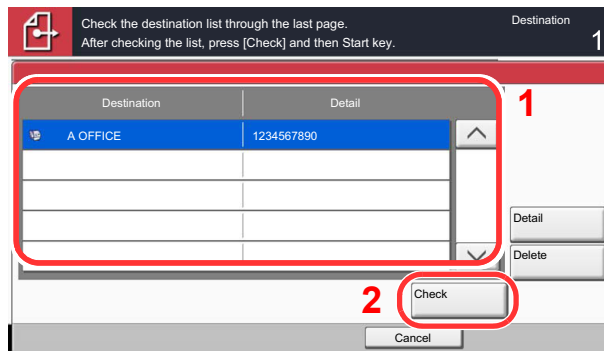 Check the destination list through the last page.
After checking the list, press [Check] and then Start key.
Destination
1
Destination Detail
1
A OFFICE 1234567890
Detail
Delete
2
Check
Cancel